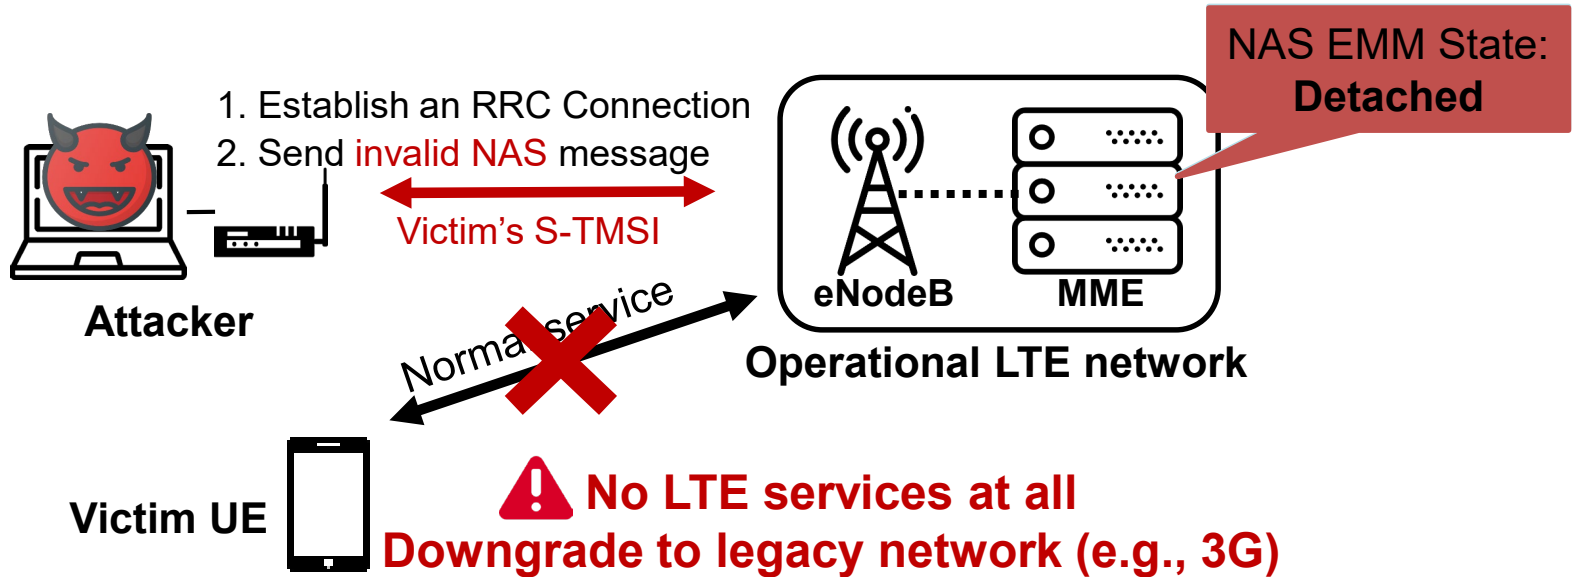 NAS EMM State:
Detached
1. Establish an RRC Connection
2. Send invalid NAS message
Victim's S-TMSI
Attacker
eNodeB
MME
Operational LTE network
Normal service
Victim UE
No LTE services at all
Downgrade to legacy network (e.g., 3G)